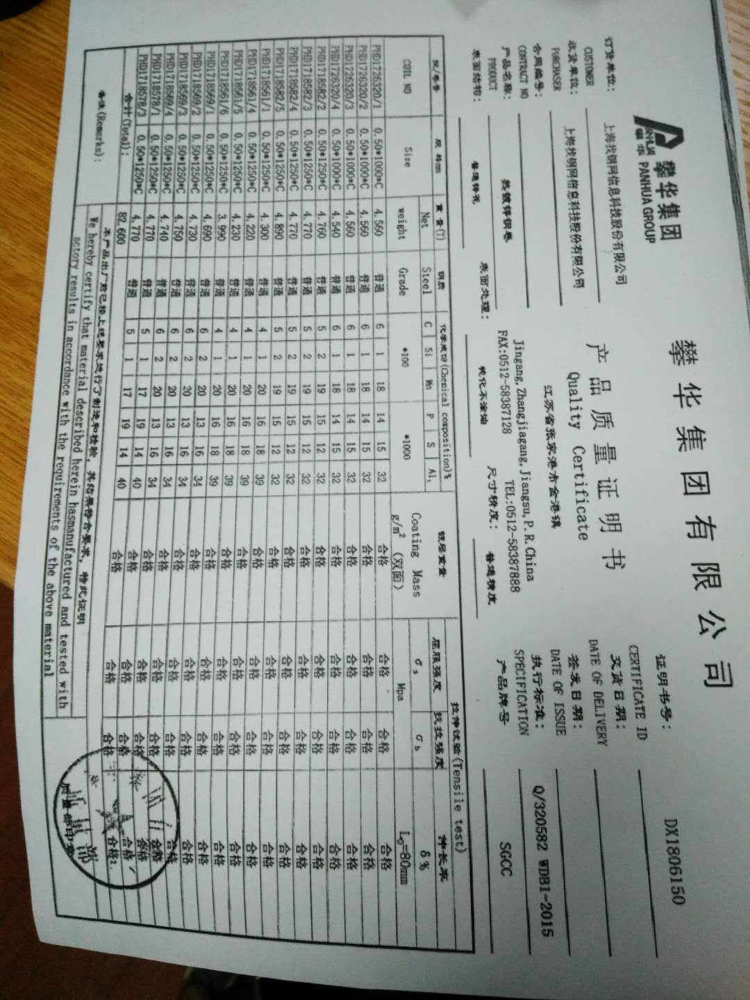 攀华集团
攀华 PANHUA GROUP
攀华集团有限公司
产品质量证明书
Quality Certificate
江苏省张家港市金港镇
Jingang, Zhangjiagang, Jiangsu, P. R. China
FAX:0512-58387128 TEL:0512-58387888
订货单位: 上海找钢网信息科技股份有限公司
CUSTOMER
收货单位: 上海找钢网信息科技股份有限公司
PURCHASER
合同编号:
CONTRACT NO
产品名称: 热镀锌钢卷
PRODUCT
表面结构: 普通锌花 表面处理: 钝化不涂油 尺寸精度: 普通精度
证明书号: DX1806150
CERTIFICATE ID
交货日期:
DATE OF DELIVERY
签发日期:
DATE OF ISSUE
执行标准: Q/320582 WDB1-2015
SPECIFICATION
产品牌号 SGCC
卷号 规格mm 重量(T) 钢质 化学成份(Chemical composition)% 镀层重量 拉伸试验(Tensile test)
COIL NO Size Net weight Steel Grade C Si Mn P S Al, Coating Mass g/m² (双面) 屈服强度 σs 抗拉强度 σb 伸长率 δ%
*100 *1000 Mpa L0=80mm
PHD1726320/1 0.50*1000*C 4.560 普通 6 1 18 14 15 32 合格 合格 合格 合格
PHD1726320/2 0.50*1000*C 4.560 普通 6 1 18 14 15 32 合格 合格 合格 合格
PHD1726320/3 0.50*1000*C 4.560 普通 6 1 18 14 15 32 合格 合格 合格 合格
PHD1726320/4 0.50*1000*C 4.540 普通 6 1 18 14 15 32 合格 合格 合格 合格
PHD1718582/2 0.50*1250*C 4.760 普通 5 2 19 15 12 32 合格 合格 合格 合格
PHD1718582/3 0.50*1250*C 4.770 普通 5 2 19 15 12 32 合格 合格 合格 合格
PHD1718582/4 0.50*1250*C 4.770 普通 5 2 19 15 12 32 合格 合格 合格 合格
PHD1718582/5 0.50*1250*C 4.890 普通 5 2 19 15 12 32 合格 合格 合格 合格
PHD1718561/1 0.50*1250*C 4.300 普通 4 1 20 16 18 39 合格 合格 合格 合格
PHD1718561/4 0.50*1250*C 4.220 普通 4 1 20 16 18 39 合格 合格 合格 合格
PHD1718561/5 0.50*1250*C 4.230 普通 4 1 20 16 18 39 合格 合格 合格 合格
PHD1718561/6 0.50*1250*C 3.990 普通 4 1 20 16 18 39 合格 合格 合格 合格
PHD1718569/1 0.50*1250*C 4.690 普通 6 2 20 13 16 34 合格 合格 合格 合格
PHD1718569/2 0.50*1250*C 4.730 普通 6 2 20 13 16 34 合格 合格 合格 合格
PHD1718569/3 0.50*1250*C 4.750 普通 6 2 20 13 16 34 合格 合格 合格 合格
PHD1718569/4 0.50*1250*C 4.740 普通 6 2 20 13 16 34 合格 合格 合格 合格
PHD1718578/1 0.50*1250*C 4.770 普通 5 1 17 19 14 40 合格 合格 合格 合格
PHD1718578/3 0.50*1250*C 4.770 普通 5 1 17 19 14 40 合格 合格 合格 合格
合计(Total): 82.600 合格 合格 合格
备注(Remarks):
本产品出厂前已按上述要求进行了制造和检验, 其结果符合要求, 特此证明
We hereby certify that material described herein hasmanufactured and tested with
actory results in accordance with the requirements of the above material